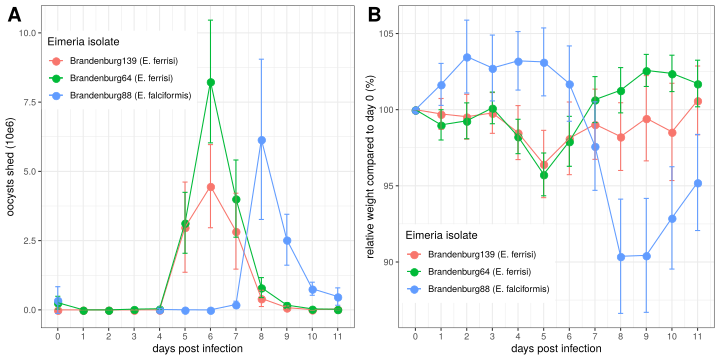 A
10.0
7.5
5.0
2.5
0.0
oocysts shed (10e6)
Eimeria isolate
Brandenburg139 (E. ferrisi)
Brandenburg64 (E. ferrisi)
Brandenburg88 (E. falciformis)
0 1 2 3 4 5 6 7 8 9 10 11
days post infection
B
105
100
95
90
relative weight compared to day 0 (%)
Eimeria isolate
Brandenburg139 (E. ferrisi)
Brandenburg64 (E. ferrisi)
Brandenburg88 (E. falciformis)
0 1 2 3 4 5 6 7 8 9 10 11
days post infection